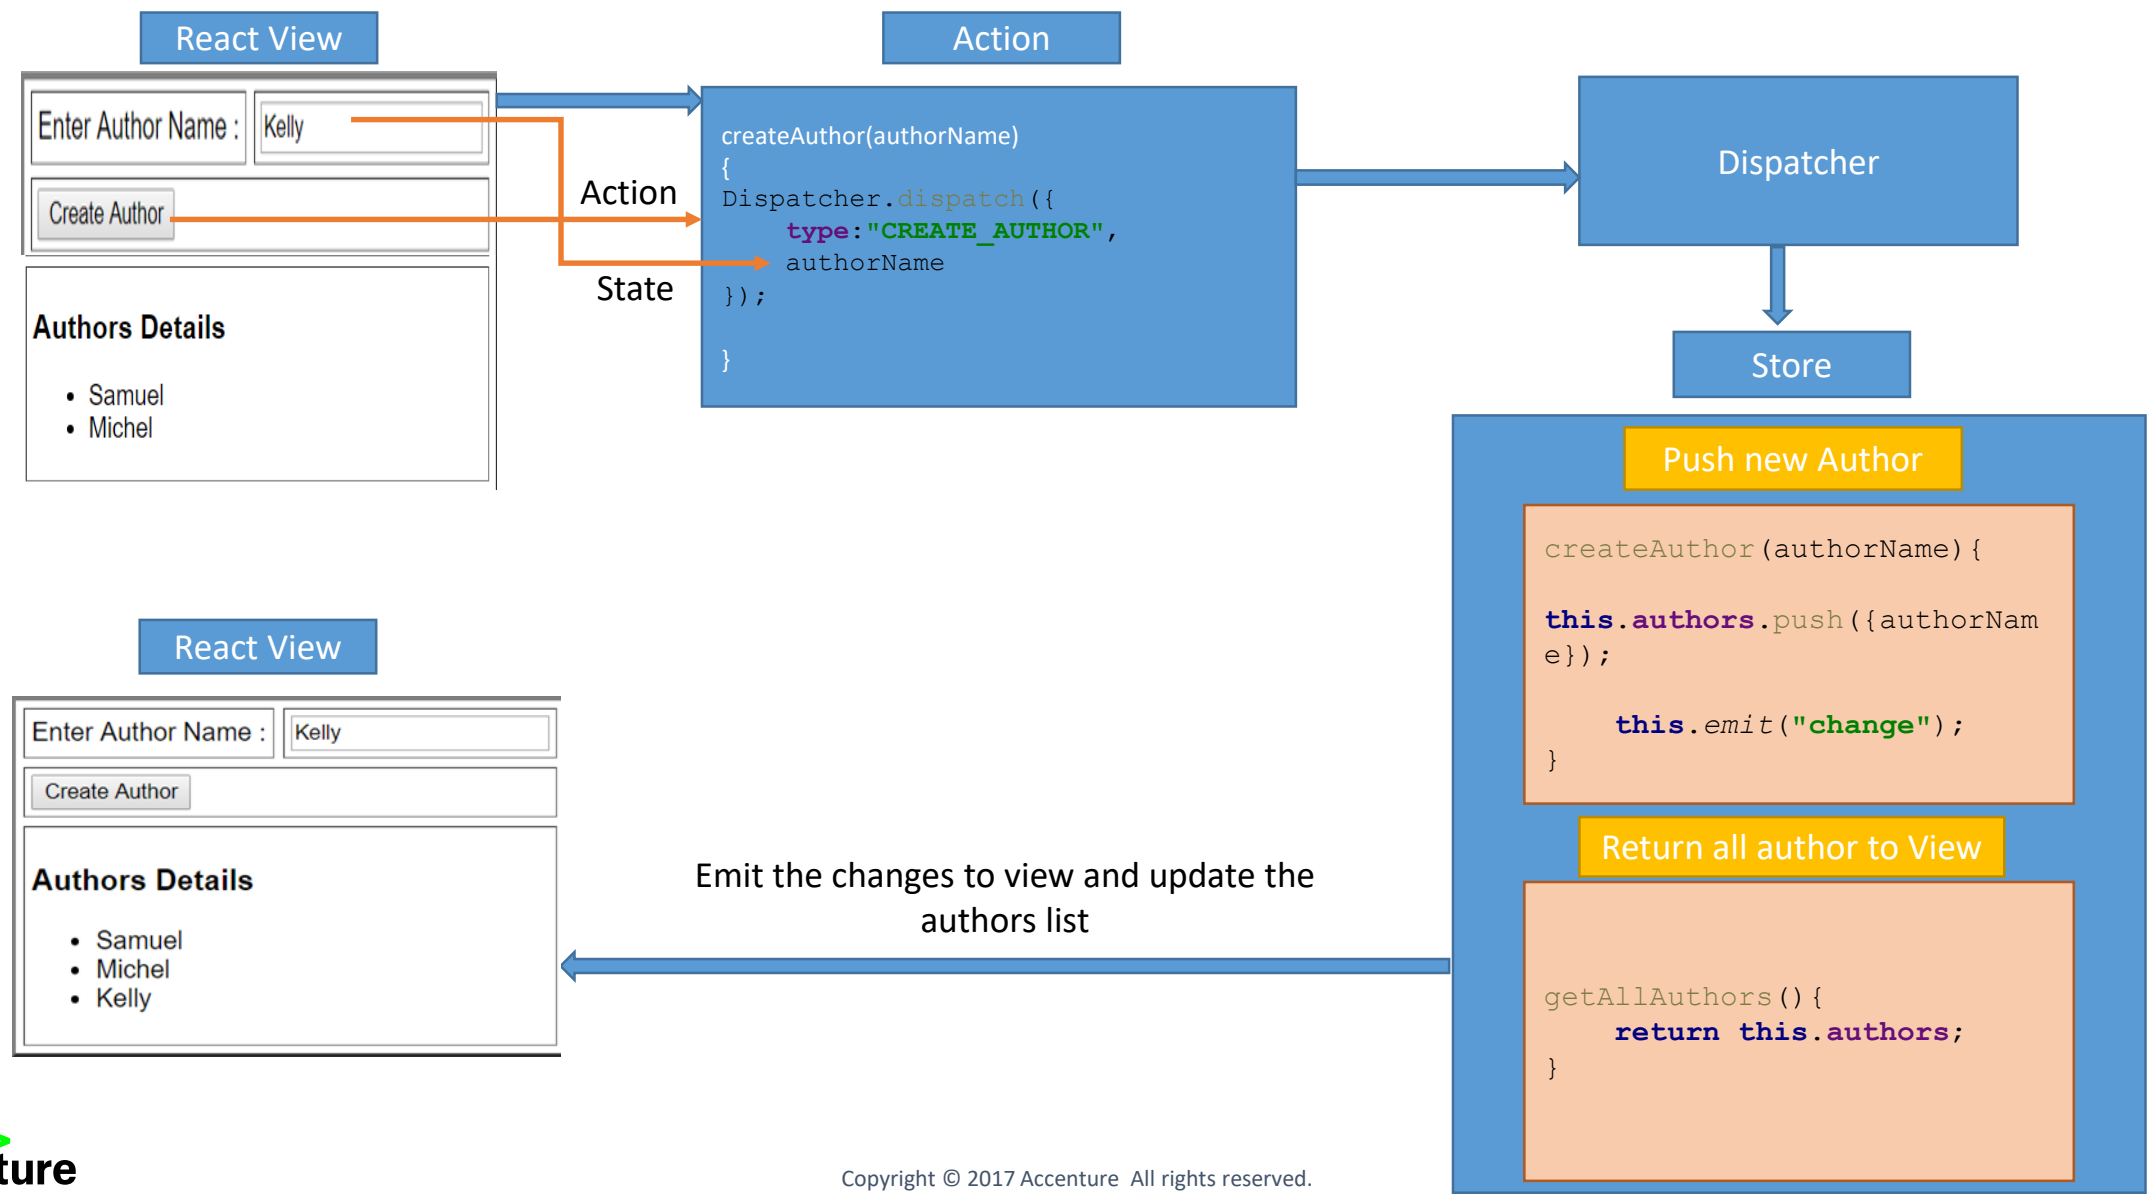 React View
Enter Author Name :
Kelly
Create Author
Authors Details
• Samuel
• Michel
Action
State
Action
createAuthor(authorName)
{
Dispatcher.dispatch({
type:"CREATE_AUTHOR",
authorName
});
}
Dispatcher
Store
Push new Author
createAuthor(authorName){
this.authors.push({authorNam
e});
this.emit("change");
}
Return all author to View
getAllAuthors(){
return this.authors;
}
Emit the changes to view and update the
authors list
React View
Enter Author Name :
Kelly
Create Author
Authors Details
• Samuel
• Michel
• Kelly
ture
Copyright © 2017 Accenture All rights reserved.